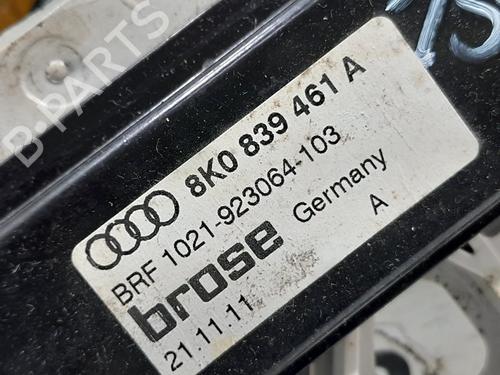 8K0 839 461 A
BRF 1021-923064-103
brose Germany
21.11.11 A
B-PARTS